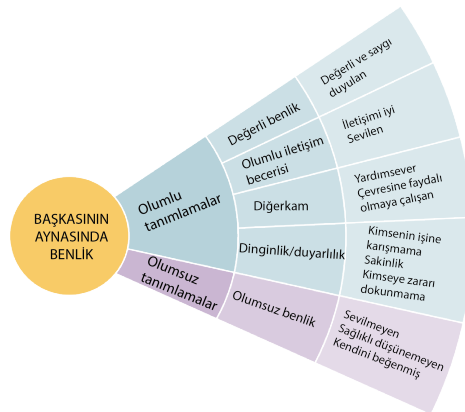 BAŞKASININ
AYNASINDA
BENLİK
Olumlu
tanımlamalar
Değerli benlik
Değerli ve saygı
duyulan
Olumlu iletişim
becerisi
İletişimi iyi
Sevilen
Diğerkam
Yardımsever
Çevresine faydalı
olmaya çalışan
Dinginlik/duyarlılık
Kimsenin işine
karışmama
Sakinlik
Kimseye zararı
dokunmama
Olumsuz
tanımlamalar
Olumsuz benlik
Sevilmeyen
Sağlıklı düşünemeyen
Kendini beğenmiş